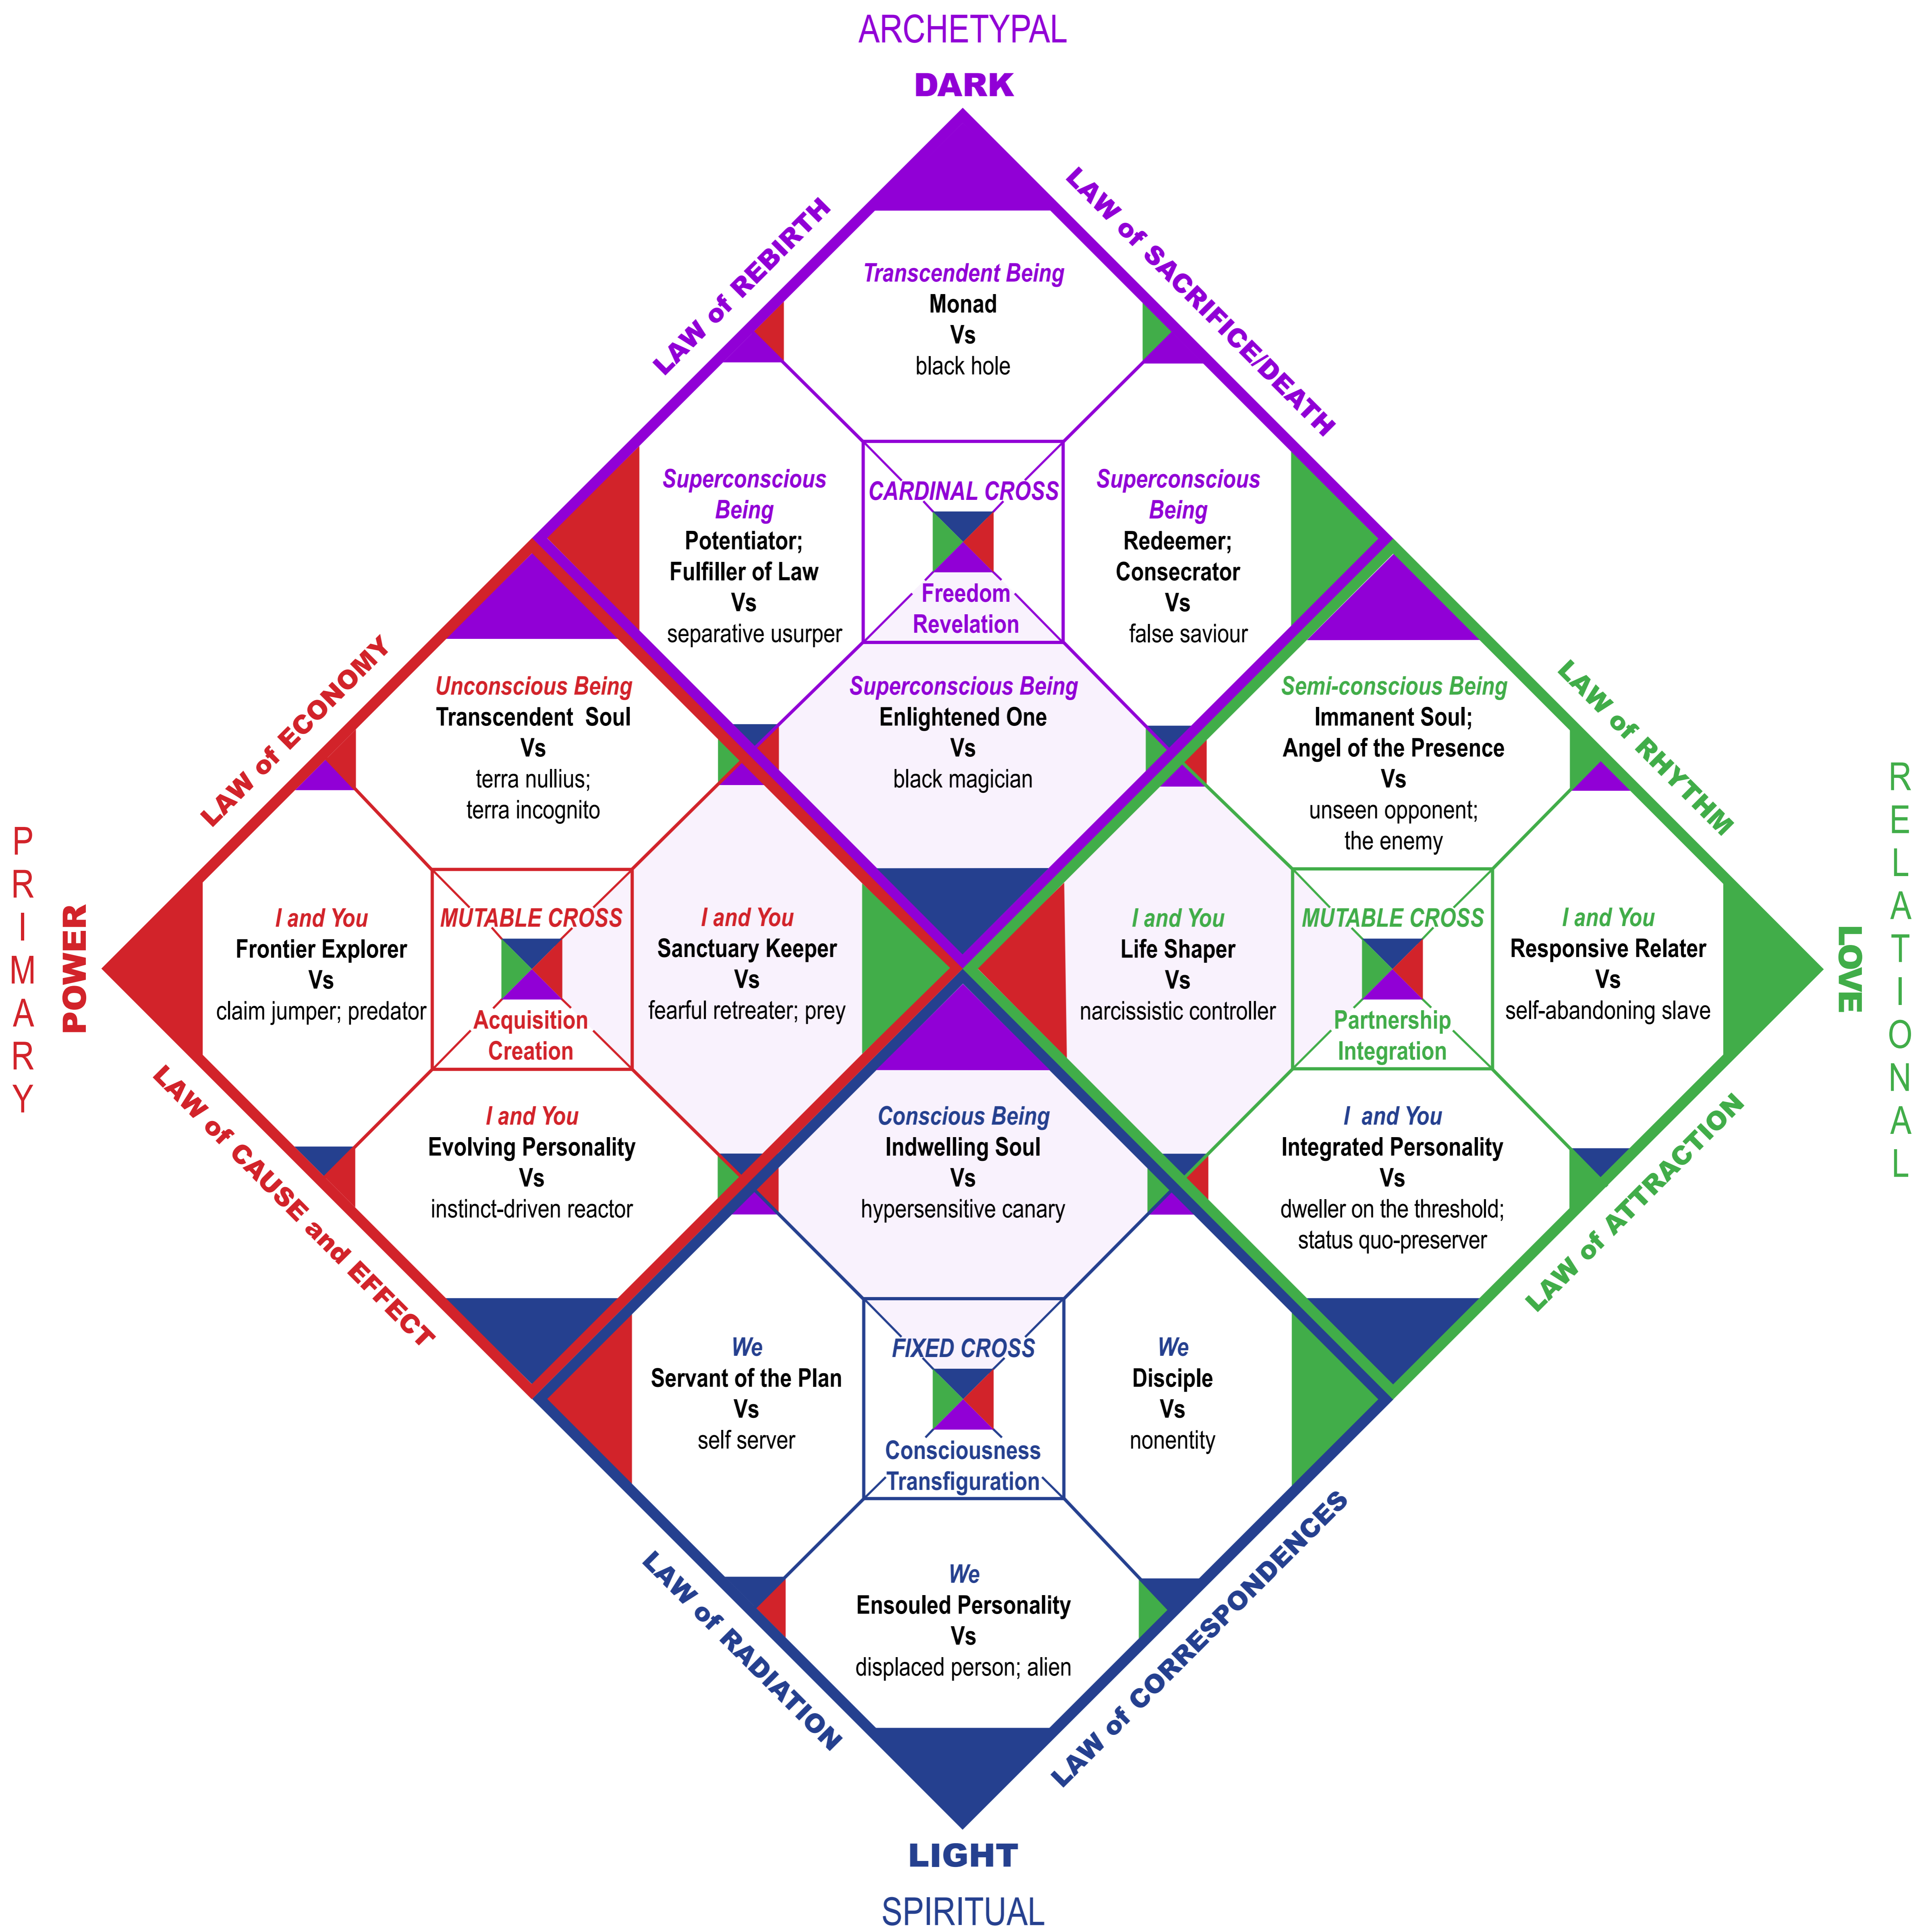 ARCHETYPAL
DARK
LAW of REBIRTH
LAW of SACRIFICE/DEATH
Transcendent Being
Monad
Vs
black hole
Superconscious
Being
Potentiator;
Fulfiller of Law
Vs
separative usurper
CARDINAL CROSS
Freedom
Revelation
Superconscious
Being
Redeemer;
Consecrator
Vs
false saviour
Superconscious Being
Enlightened One
Vs
black magician
LAW of ECONOMY
Unconscious Being
Transcendent Soul
Vs
terra nullius;
terra incognito
PRIMARY
POWER
I and You
Frontier Explorer
Vs
claim jumper; predator
MUTABLE CROSS
Acquisition
Creation
I and You
Sanctuary Keeper
Vs
fearful retreater; prey
I and You
Evolving Personality
Vs
instinct-driven reactor
LAW of CAUSE and EFFECT
LAW of RHYTHM
Semi-conscious Being
Immanent Soul;
Angel of the Presence
Vs
unseen opponent;
the enemy
I and You
Life Shaper
Vs
narcissistic controller
MUTABLE CROSS
Partnership
Integration
I and You
Responsive Relater
Vs
self-abandoning slave
LOVE
RELATIONAL
I and You
Integrated Personality
Vs
dweller on the threshold;
status quo-preserver
LAW of ATTRACTION
Conscious Being
Indwelling Soul
Vs
hypersensitive canary
We
Servant of the Plan
Vs
self server
FIXED CROSS
Consciousness
Transfiguration
We
Disciple
Vs
nonentity
We
Ensouled Personality
Vs
displaced person; alien
LAW of RADIATION
LAW of CORRESPONDENCES
LIGHT
SPIRITUAL